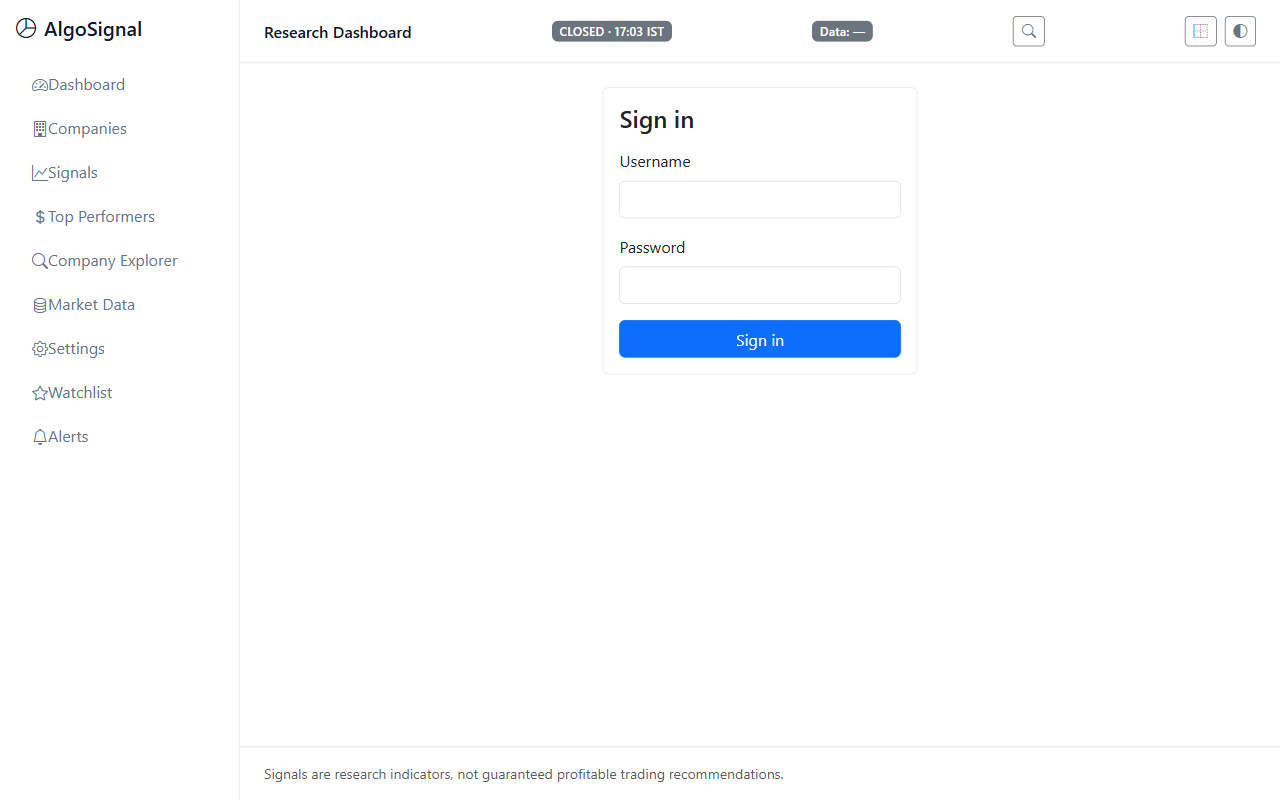 AlgoSignal
Research Dashboard
CLOSED · 17:03 IST
Data: —
Dashboard
Companies
Signals
Top Performers
Company Explorer
Market Data
Settings
Watchlist
Alerts
Sign in
Username
Password
Sign in
Signals are research indicators, not guaranteed profitable trading recommendations.